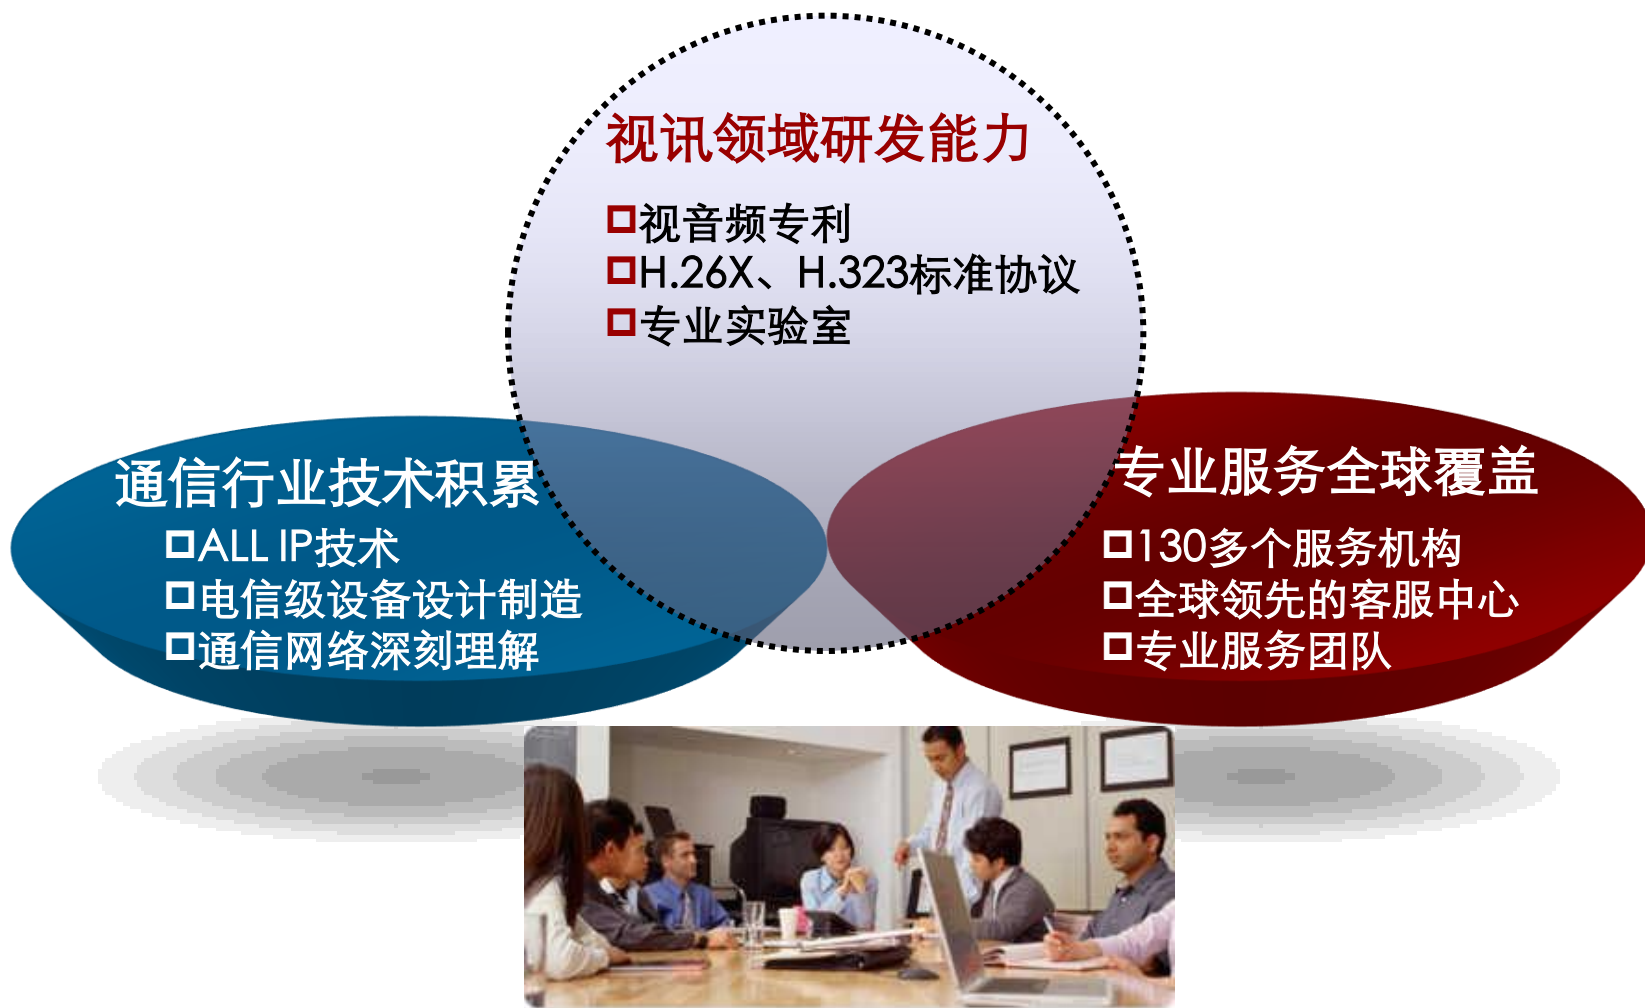 视讯领域研发能力
视音频专利
H.26X、H.323标准协议
专业实验室
通信行业技术积累
ALL IP技术
电信级设备设计制造
通信网络深刻理解
专业服务全球覆盖
130多个服务机构
全球领先的客服中心
专业服务团队